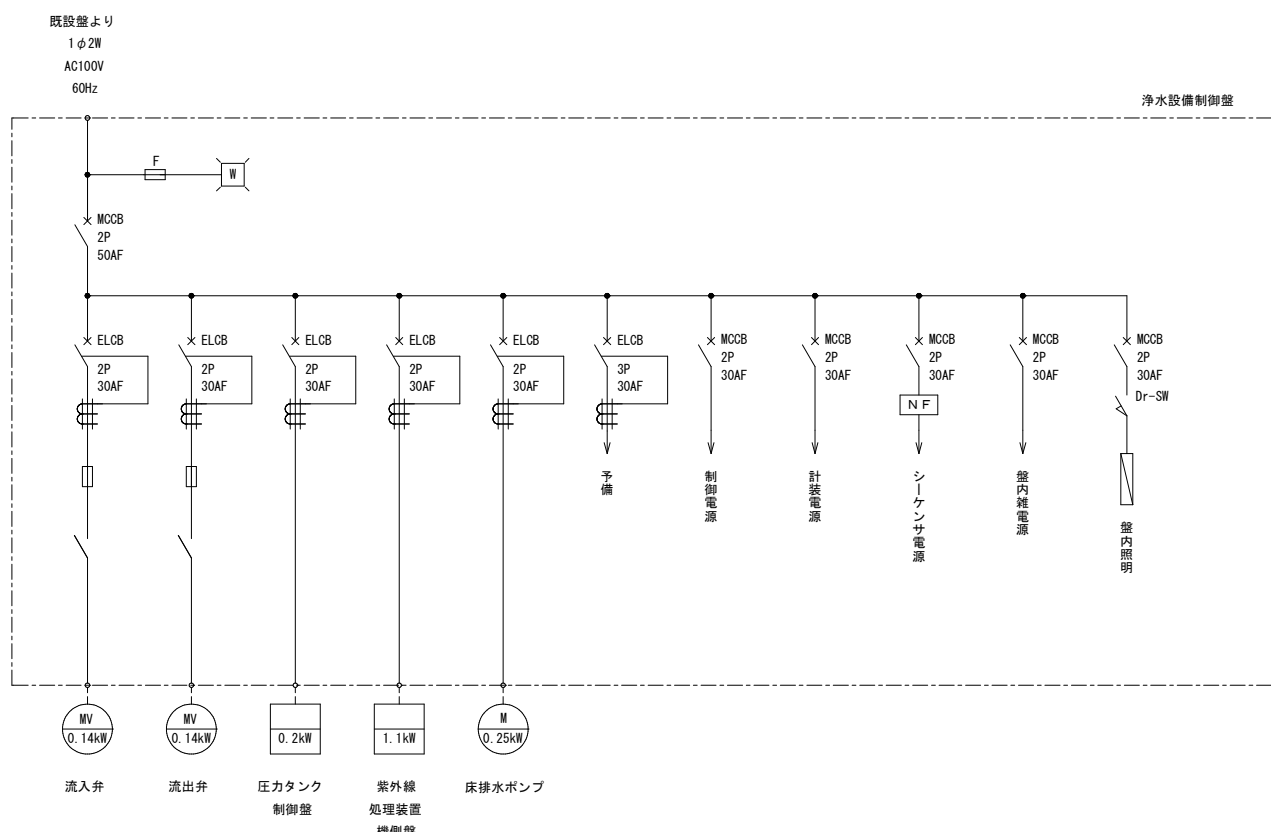 既設盤より
1φ2W
AC100V
60Hz
浄水設備制御盤
F
W
MCCB
2P
50AF
ELCB
2P
30AF
ELCB
2P
30AF
ELCB
2P
30AF
ELCB
2P
30AF
ELCB
2P
30AF
ELCB
3P
30AF
MCCB
2P
30AF
MCCB
2P
30AF
MCCB
2P
30AF
MCCB
2P
30AF
MCCB
2P
30AF
NF
Dr-SW
予備
制御電源
計装電源
シーケンサ電源
盤内雑電源
盤内照明
MV
0.14kW
流入弁
MV
0.14kW
流出弁
0.2kW
圧力タンク
制御盤
1.1kW
紫外線
処理装置
機側盤
M
0.25kW
床排水ポンプ